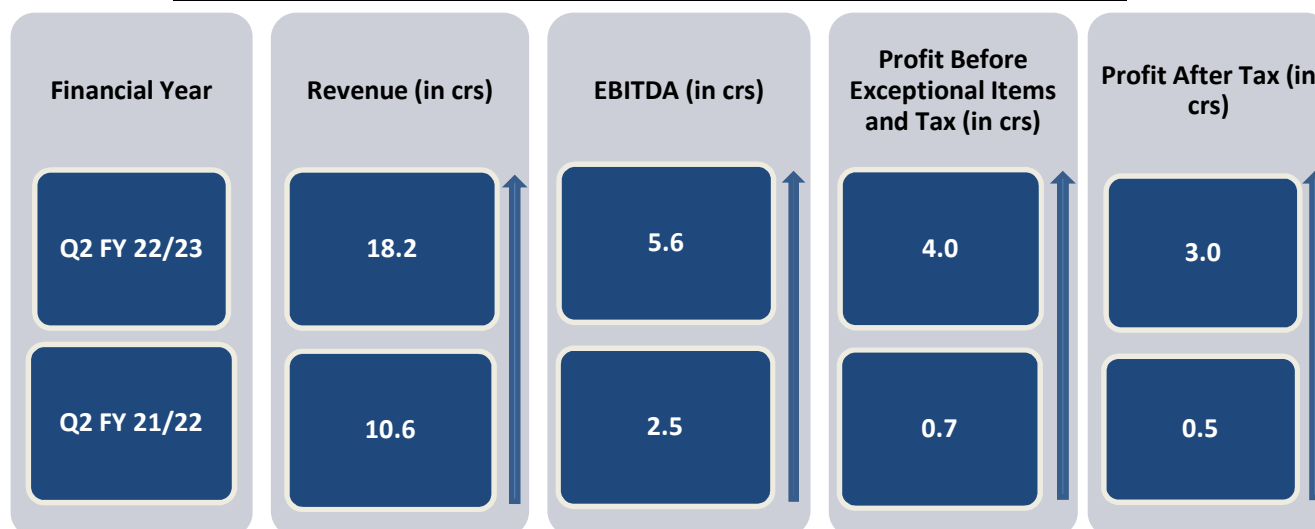 Financial Year
Revenue (in crs)
EBITDA (in crs)
Profit Before
Exceptional Items
and Tax (in crs)
Profit After Tax (in
crs)
Q2 FY 22/23
18.2
5.6
4.0
3.0
Q2 FY 21/22
10.6
2.5
0.7
0.5